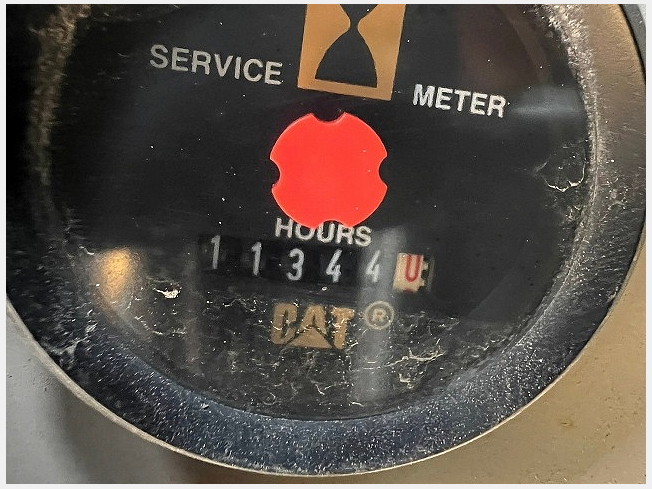 SERVICE METER
HOURS
11344
CAT ®